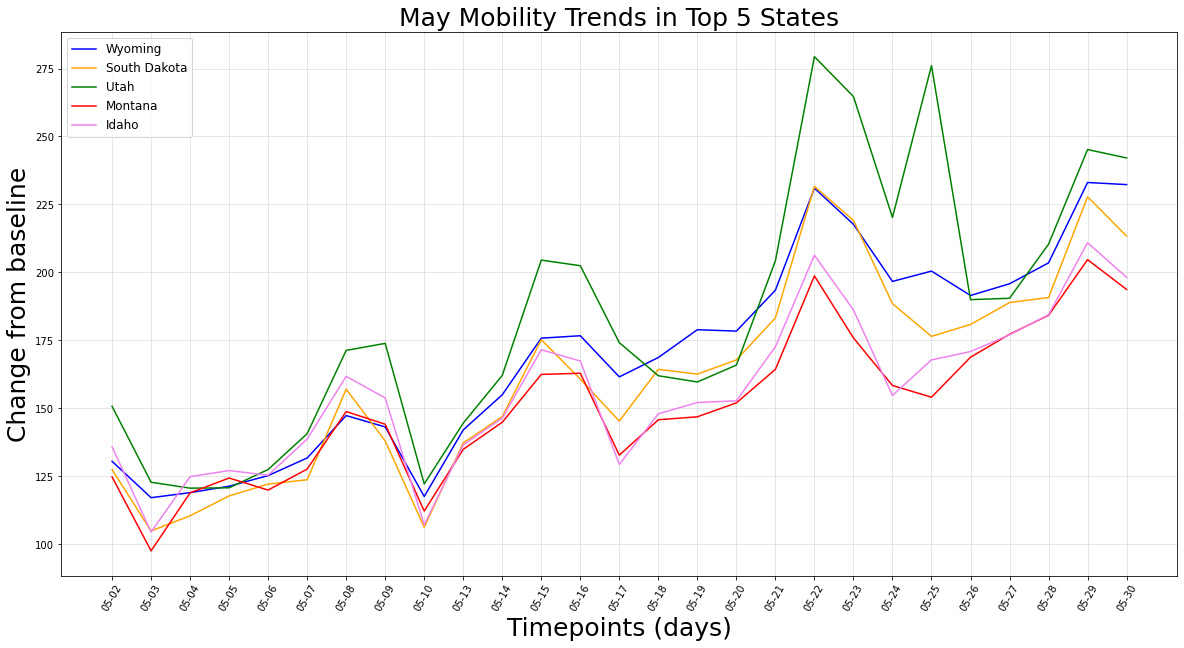 May Mobility Trends in Top 5 States
Wyoming
South Dakota
Utah
Montana
Idaho
Change from baseline
275
250
225
200
175
150
125
100
05-02 05-03 05-04 05-05 05-06 05-07 05-08 05-09 05-10 05-13 05-14 05-15 05-16 05-17 05-18 05-19 05-20 05-21 05-22 05-23 05-24 05-25 05-26 05-27 05-28 05-29 05-30
Timepoints (days)